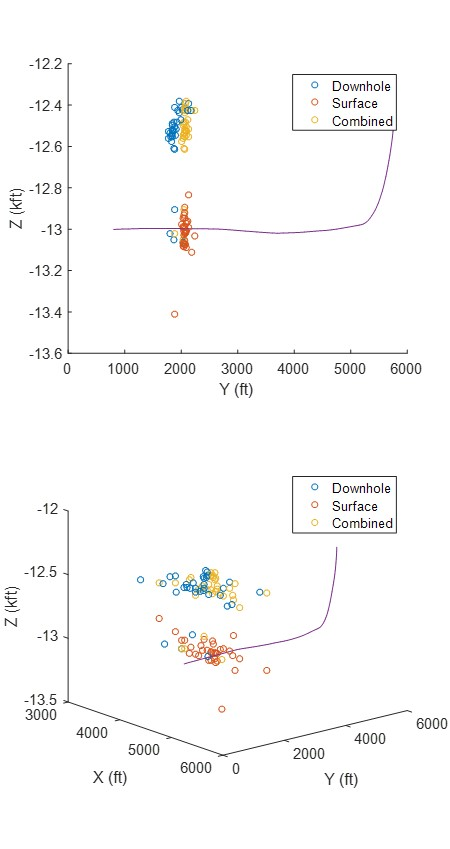 -12.2
-12.4
-12.6
-12.8
-13
-13.2
-13.4
-13.6
Z (kft)
0 1000 2000 3000 4000 5000 6000
Y (ft)
Downhole
Surface
Combined
-12
-12.5
-13
-13.5
Z (kft)
3000
4000
5000
6000
X (ft)
0
2000
4000
6000
Y (ft)
Downhole
Surface
Combined